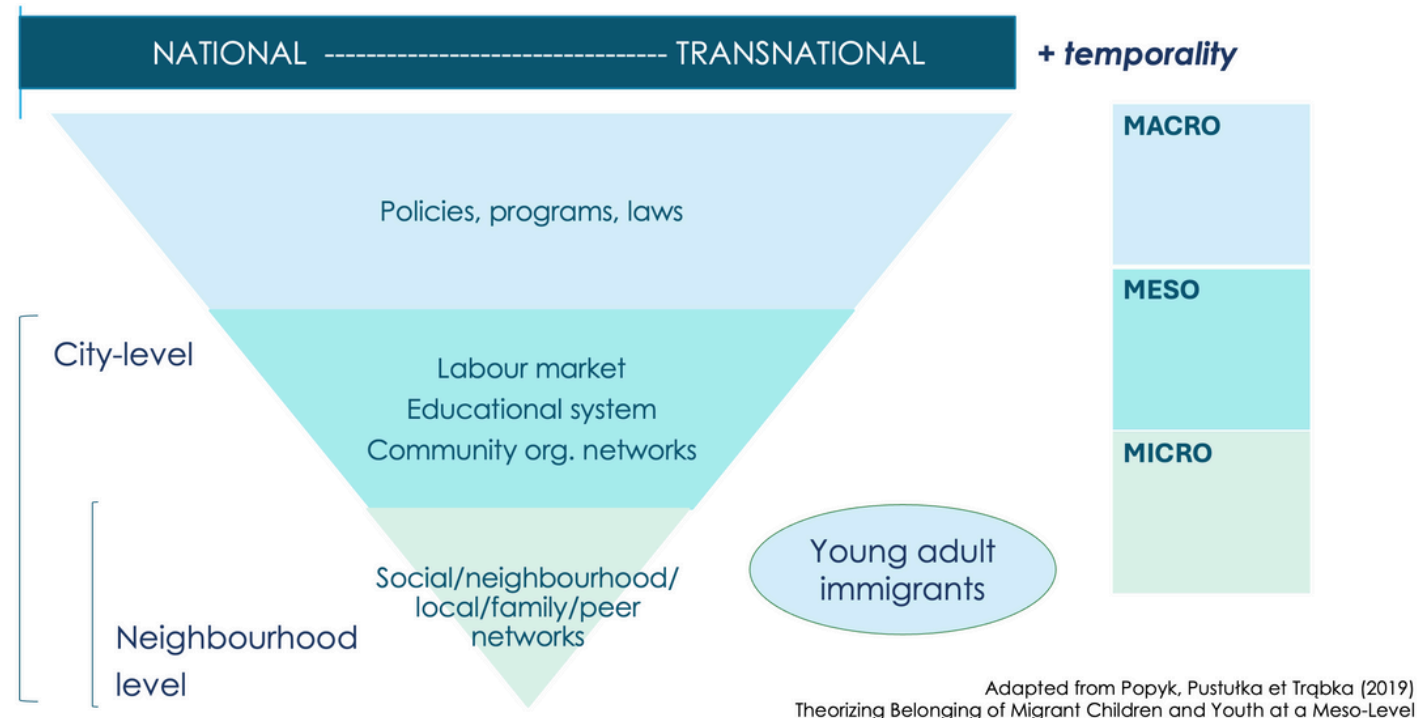 NATIONAL --------------------------------- TRANSNATIONAL
+ temporality
MACRO
Policies, programs, laws
MESO
City-level
Labour market
Educational system
Community org. networks
MICRO
Young adult
immigrants
Social/neighbourhood/
local/family/peer
networks
Neighbourhood
level
Adapted from Popyk, Pustułka et Trąbka (2019)
Theorizing Belonging of Migrant Children and Youth at a Meso-Level